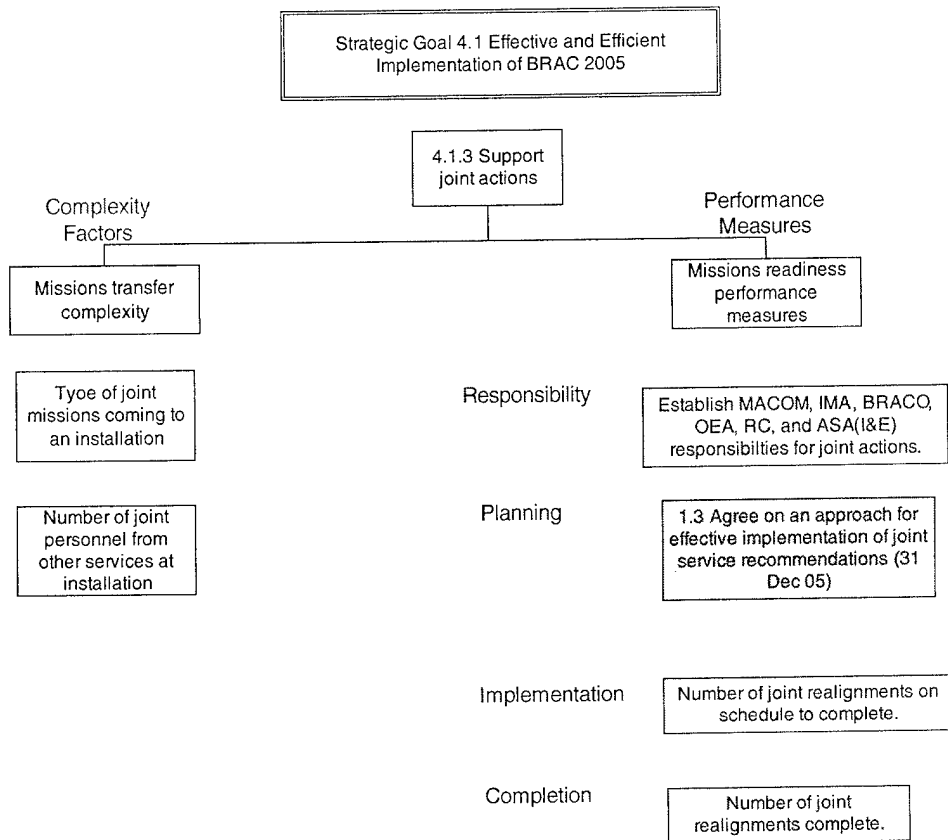 Strategic Goal 4.1 Effective and Efficient
Implementation of BRAC 2005
4.1.3 Support
joint actions
Complexity
Factors
Performance
Measures
Missions transfer
complexity
Missions readiness
performance
measures
Tyoe of joint
missions coming to
an installation
Responsibility
Establish MACOM, IMA, BRACO,
OEA, RC, and ASA(I&E)
responsibilties for joint actions.
Number of joint
personnel from
other services at
installation
Planning
1.3 Agree on an approach for
effective implementation of joint
service recommendations (31
Dec 05)
Implementation
Number of joint realignments on
schedule to complete.
Completion
Number of joint
realignments complete.